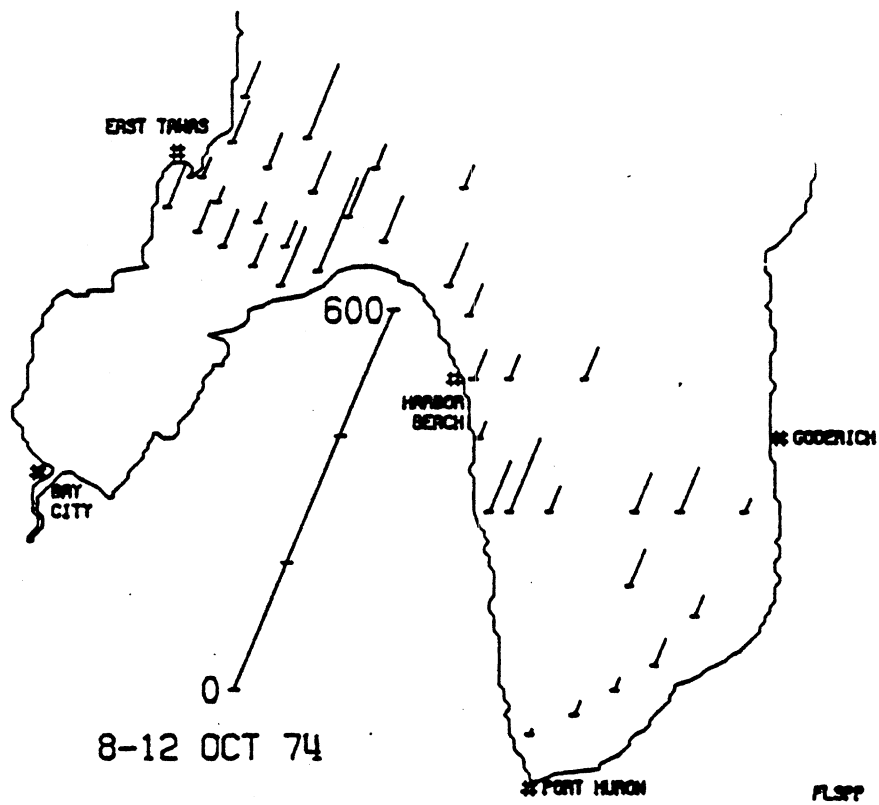 EAST TAWAS
#
600
#
HARBOR
BEACH
# GODERICH
#
BAY
CITY
0
8-12 OCT 74
# PORT HURON
FLSPP